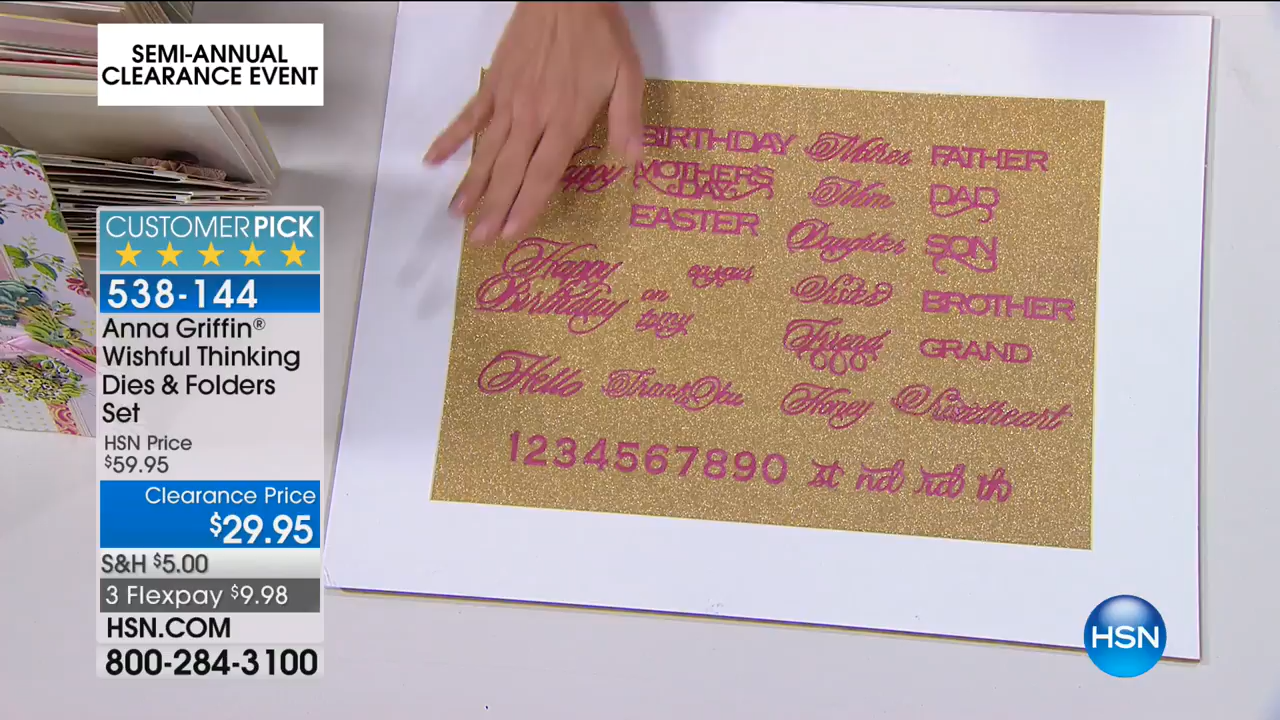 SEMI-ANNUAL
CLEARANCE EVENT
CUSTOMER PICK
538-144
Anna Griffin®
Wishful Thinking
Dies & Folders
Set
HSN Price
$59.95
Clearance Price
$29.95
S&H $5.00
3 Flexpay $9.98
HSN.COM
800-284-3100
BIRTHDAY Mother FATHER
MOTHERS
DAY Mom DAD
EASTER Daughter SON
Happy
Birthday on Sister BROTHER
Friend GRAND
Hello Thank You Honey Sweetheart
1234567890 st nd rd th
HSN